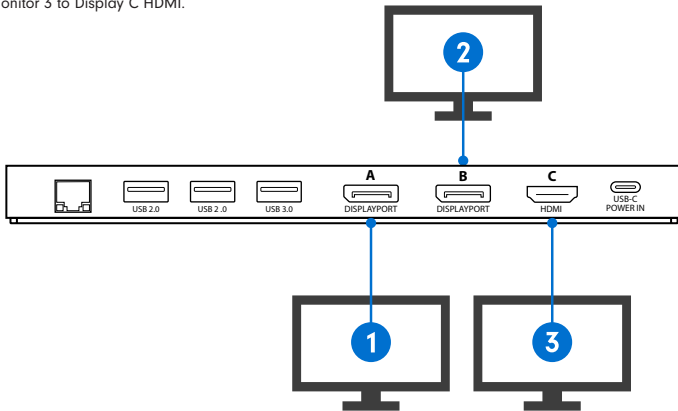 onitor 3 to Display C HDMI.
2
A B C
USB 2.0 USB 2 .0 USB 3.0 DISPLAYPORT DISPLAYPORT HDMI USB-C
POWER IN
1 3